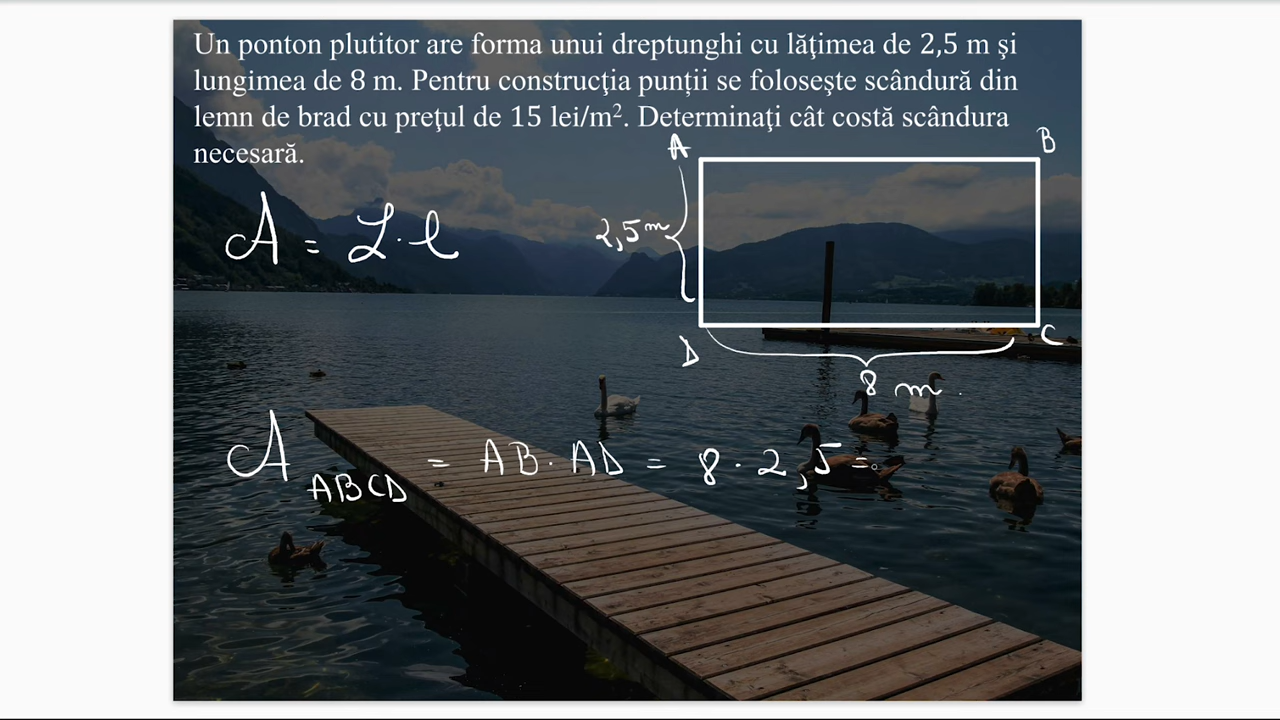 Un ponton plutitor are forma unui dreptunghi cu lăţimea de 2,5 m şi
lungimea de 8 m. Pentru construcţia punții se foloseşte scândură din
lemn de brad cu preţul de 15 lei/m². Determinaţi cât costă scândura
necesară.
A B
A = L · l
2,5 m
D C
8 m .
A ABCD = AB · AD = 8 · 2,5 =